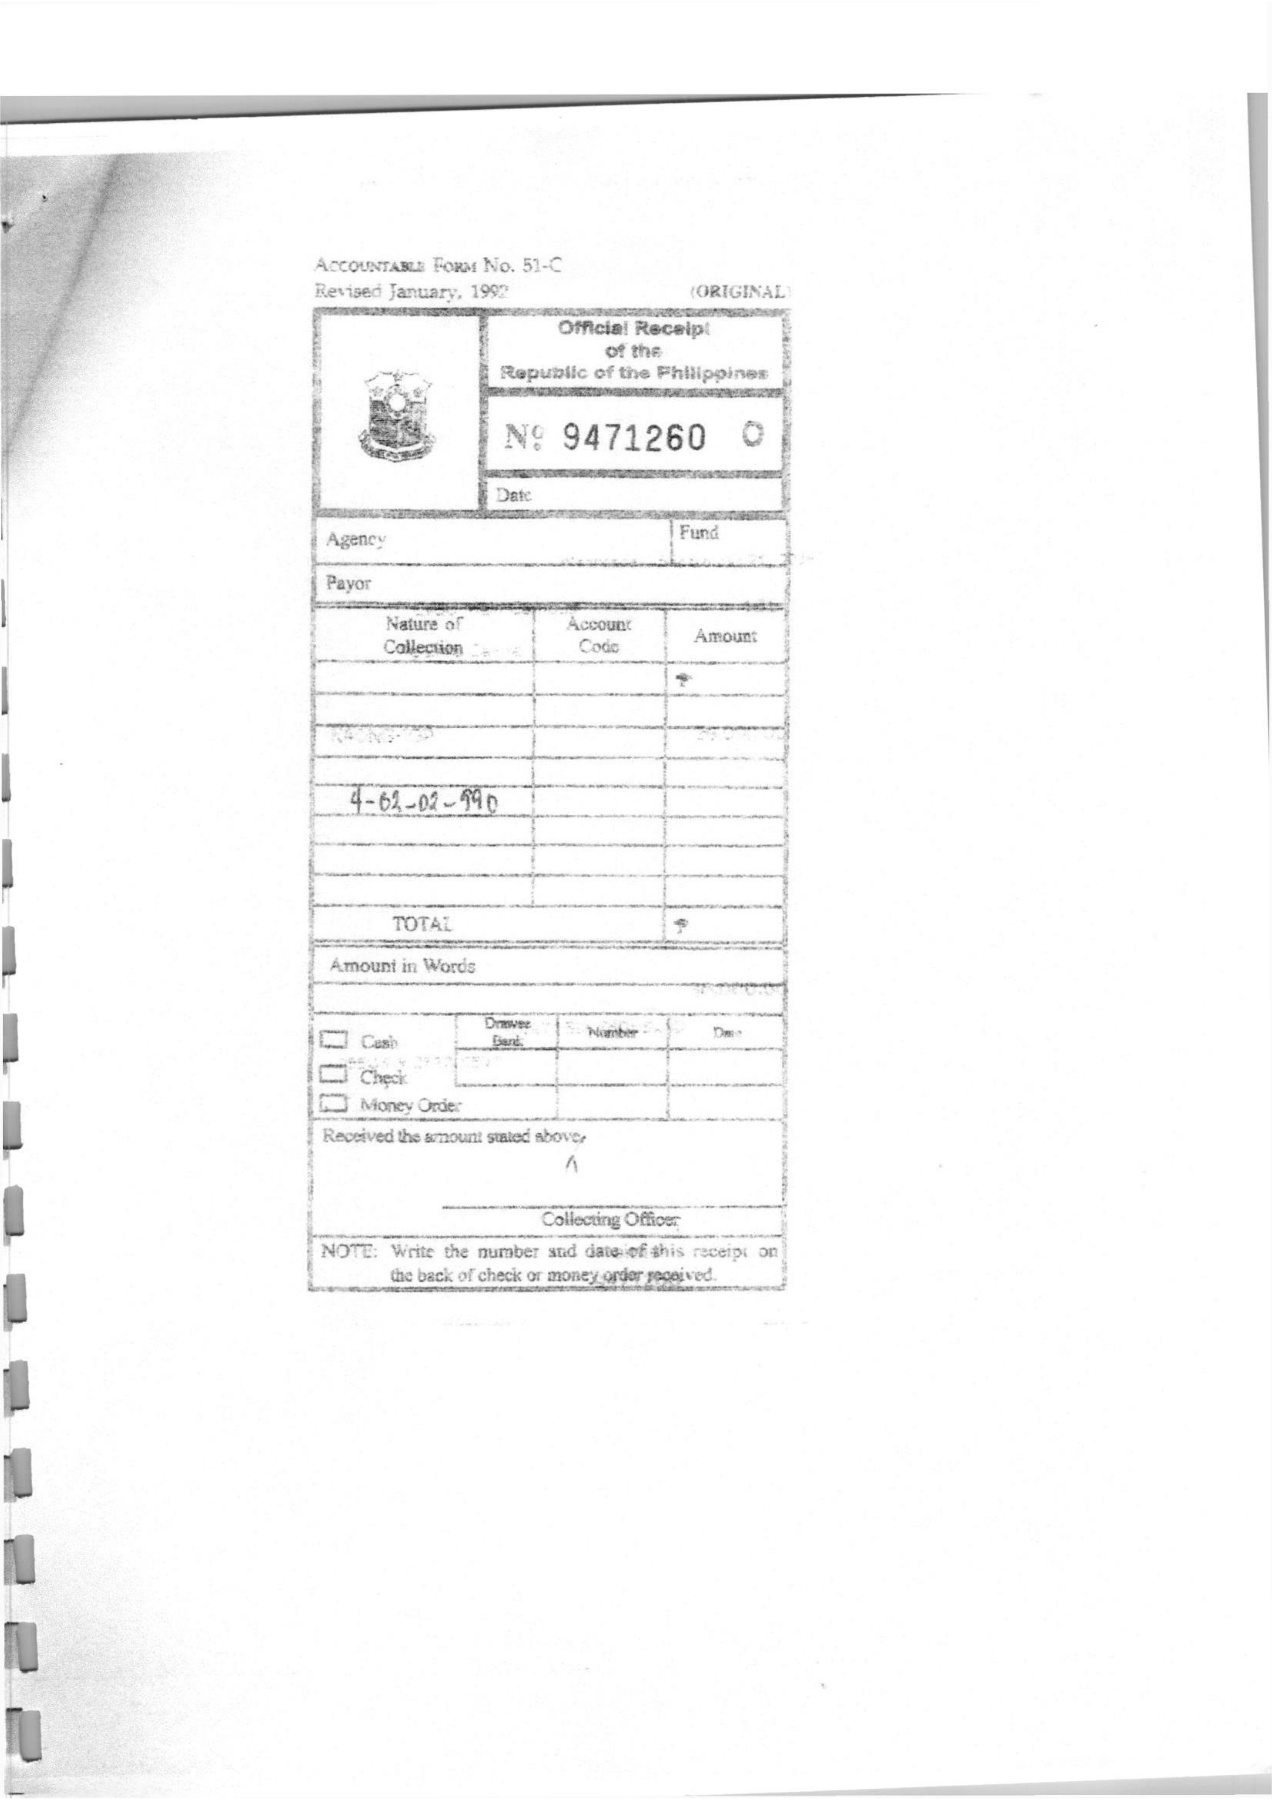 ACCOUNTABLE FORM No. 51-C
Revised January, 1992 (ORIGINAL)
Official Receipt
of the
Republic of the Philippines
Nº 9471260 O
Date
Agency Fund
Payor
Nature of Collection Account Code Amount
₱
4-02-02-990
TOTAL ₱
Amount in Words
Cash Drawee Bank Number Date
Check
Money Order
Received the amount stated above.
Collecting Officer
NOTE: Write the number and date of this receipt on
the back of check or money order received.